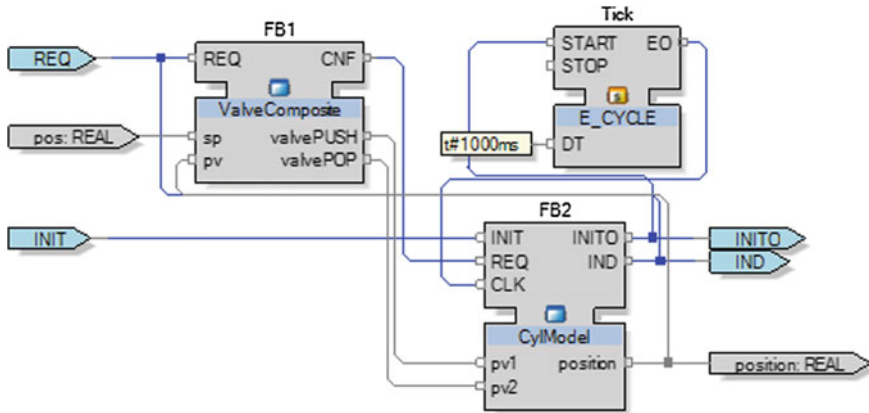 FB1
Tick
REQ
REQ CNF
START EO
STOP
ValveComposte
E_CYCLE
pos: REAL
sp valvePUSH
pv valvePOP
t#1000ms
DT
FB2
INIT
INIT INITO
INITO
REQ IND
IND
CLK
CylModel
pv1 position
position: REAL
pv2